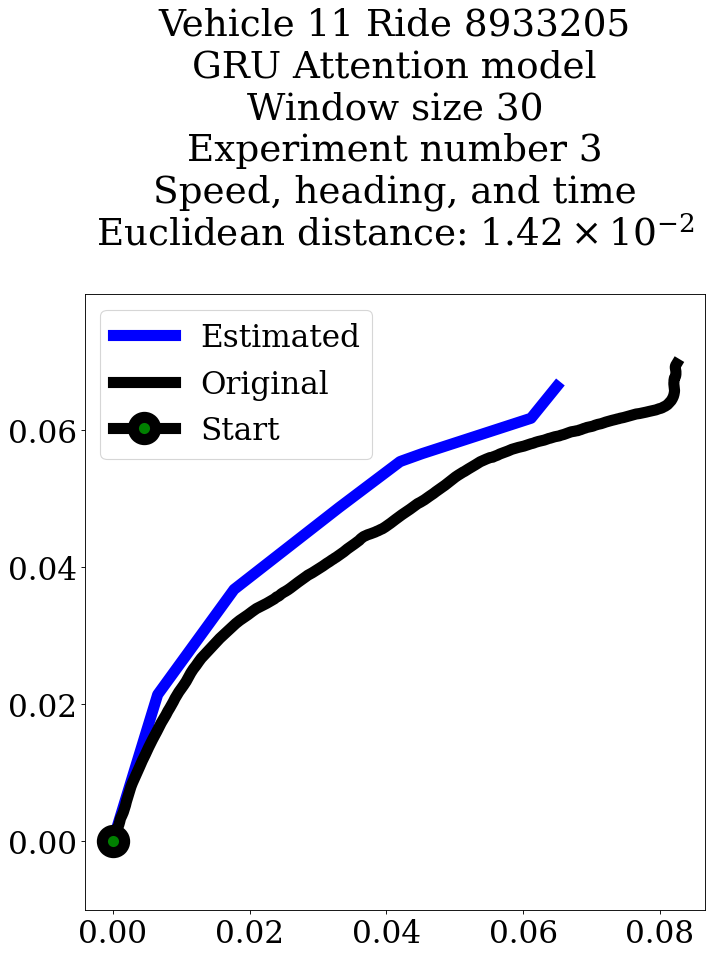 Vehicle 11 Ride 8933205
GRU Attention model
Window size 30
Experiment number 3
Speed, heading, and time
Euclidean distance: 1.42 × 10⁻²
Estimated
Original
Start
0.06
0.04
0.02
0.00
0.00 0.02 0.04 0.06 0.08